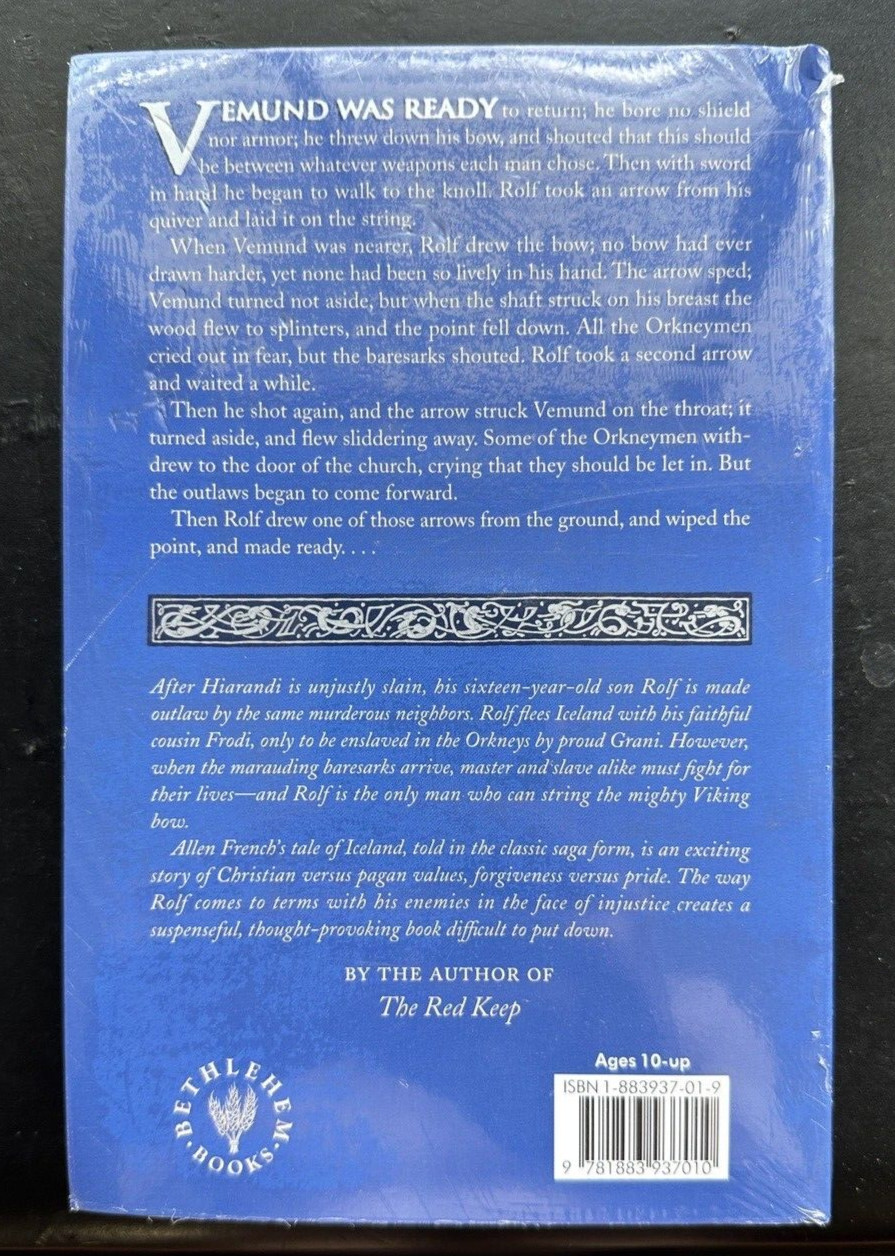 VEMUND WAS READY to return; he bore no shield
nor armor; he threw down his bow, and shouted that this should
be between whatever weapons each man chose. Then with sword
in hand he began to walk to the knoll. Rolf took an arrow from his
quiver and laid it on the string.
When Vemund was nearer, Rolf drew the bow; no bow had ever
drawn harder, yet none had been so lively in his hand. The arrow sped;
Vemund turned not aside, but when the shaft struck on his breast the
wood flew to splinters, and the point fell down. All the Orkneymen
cried out in fear, but the baresarks shouted. Rolf took a second arrow
and waited a while.
Then he shot again, and the arrow struck Vemund on the throat; it
turned aside, and flew sliddering away. Some of the Orkneymen with-
drew to the door of the church, crying that they should be let in. But
the outlaws began to come forward.
Then Rolf drew one of those arrows from the ground, and wiped the
point, and made ready. . . .
After Hiarandi is unjustly slain, his sixteen-year-old son Rolf is made
outlaw by the same murderous neighbors. Rolf flees Iceland with his faithful
cousin Frodi, only to be enslaved in the Orkneys by proud Grani. However,
when the marauding baresarks arrive, master and slave alike must fight for
their lives—and Rolf is the only man who can string the mighty Viking
bow.
Allen French's tale of Iceland, told in the classic saga form, is an exciting
story of Christian versus pagan values, forgiveness versus pride. The way
Rolf comes to terms with his enemies in the face of injustice creates a
suspenseful, thought-provoking book difficult to put down.
BY THE AUTHOR OF
The Red Keep
BETHLEHEM
BOOKS
Ages 10-up
ISBN 1-883937-01-9
9 781883 937010